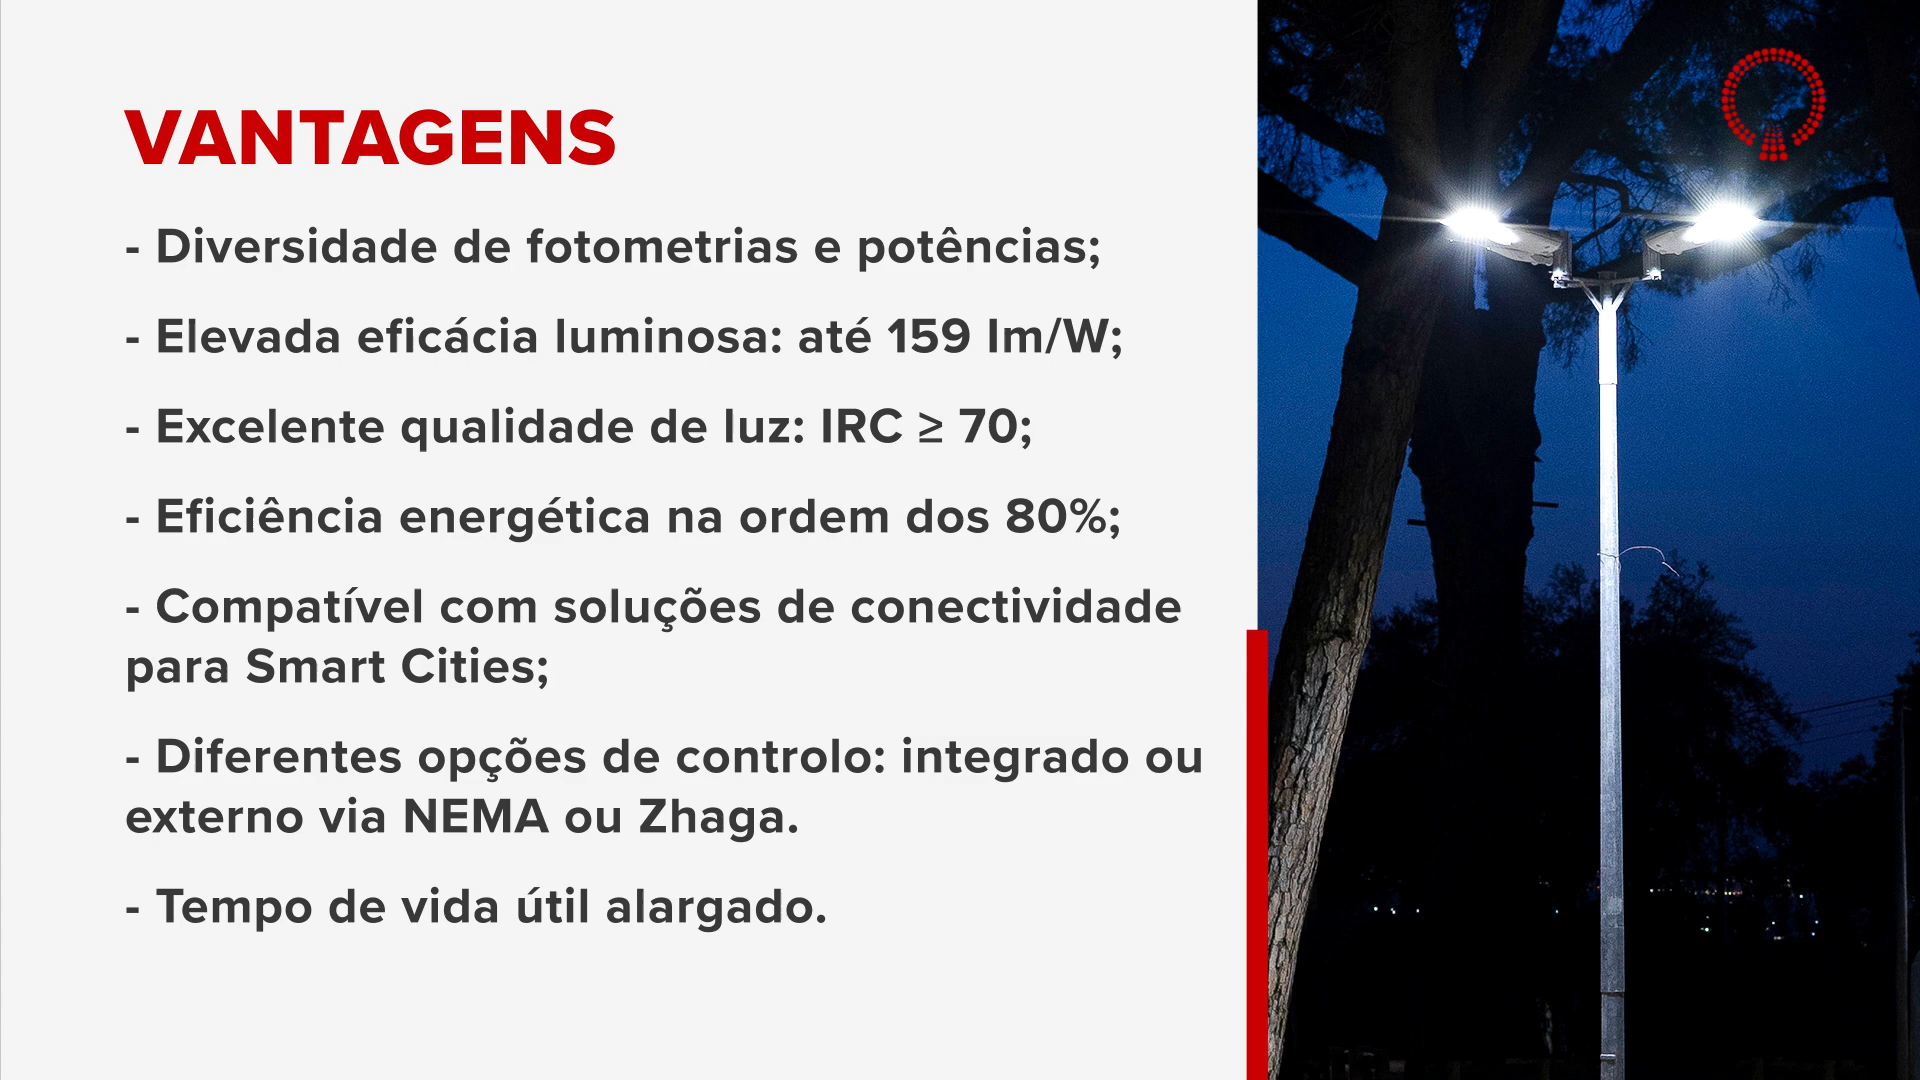 VANTAGENS
- Diversidade de fotometrias e potências;
- Elevada eficácia luminosa: até 159 lm/W;
- Excelente qualidade de luz: IRC ≥ 70;
- Eficiência energética na ordem dos 80%;
- Compatível com soluções de conectividade
para Smart Cities;
- Diferentes opções de controlo: integrado ou
externo via NEMA ou Zhaga.
- Tempo de vida útil alargado.